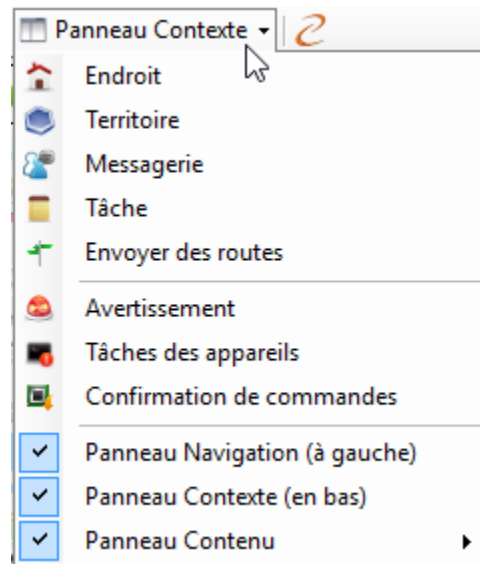 Panneau Contexte
Endroit
Territoire
Messagerie
Tâche
Envoyer des routes
Avertissement
Tâches des appareils
Confirmation de commandes
Panneau Navigation (à gauche)
Panneau Contexte (en bas)
Panneau Contenu